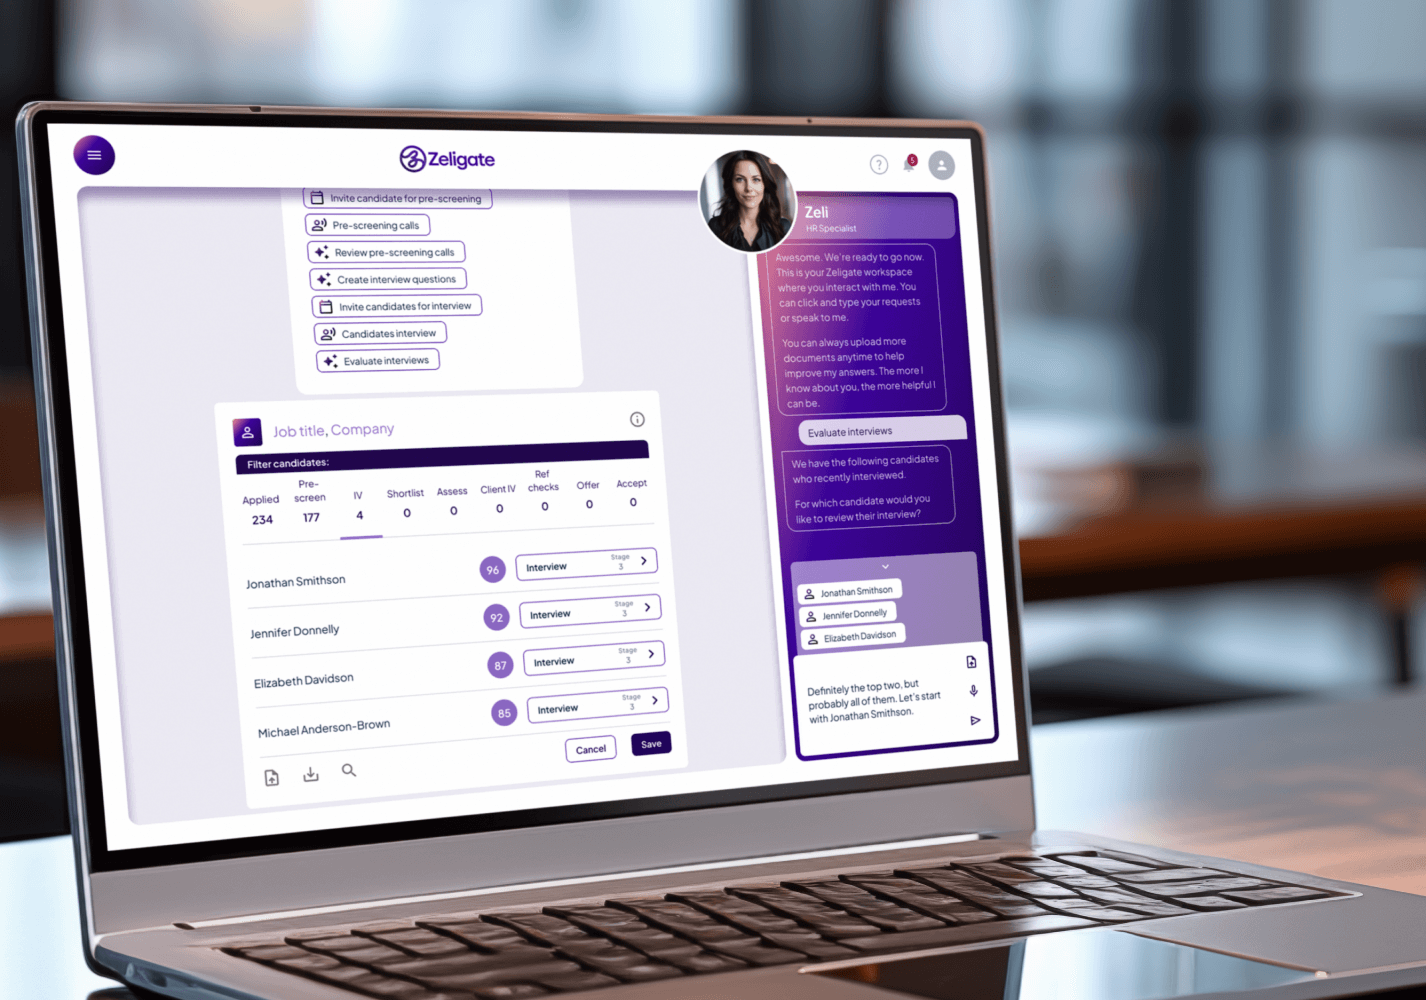 Zeligate
?
5
Invite candidate for pre-screening
Pre-screening calls
Review pre-screening calls
Create interview questions
Invite candidates for interview
Candidates interview
Evaluate interviews
Job title, Company
Filter candidates:
Applied
234
Pre-
screen
177
IV
4
Shortlist
0
Assess
0
Client IV
0
Ref
checks
0
Offer
0
Accept
0
Jonathan Smithson
96
Interview
Stage
3
Jennifer Donnelly
92
Interview
Stage
3
Elizabeth Davidson
87
Interview
Stage
3
Michael Anderson-Brown
85
Interview
Stage
3
Cancel
Save
Zeli
HR Specialist
Awesome. We're ready to go now.
This is your Zeligate workspace
where you interact with me. You
can click and type your requests
or speak to me.
You can always upload more
documents anytime to help
improve my answers. The more I
know about you, the more helpful I
can be.
Evaluate interviews
We have the following candidates
who recently interviewed.
For which candidate would you
like to review their interview?
Jonathan Smithson
Jennifer Donnelly
Elizabeth Davidson
Definitely the top two, but
probably all of them. Let's start
with Jonathan Smithson.